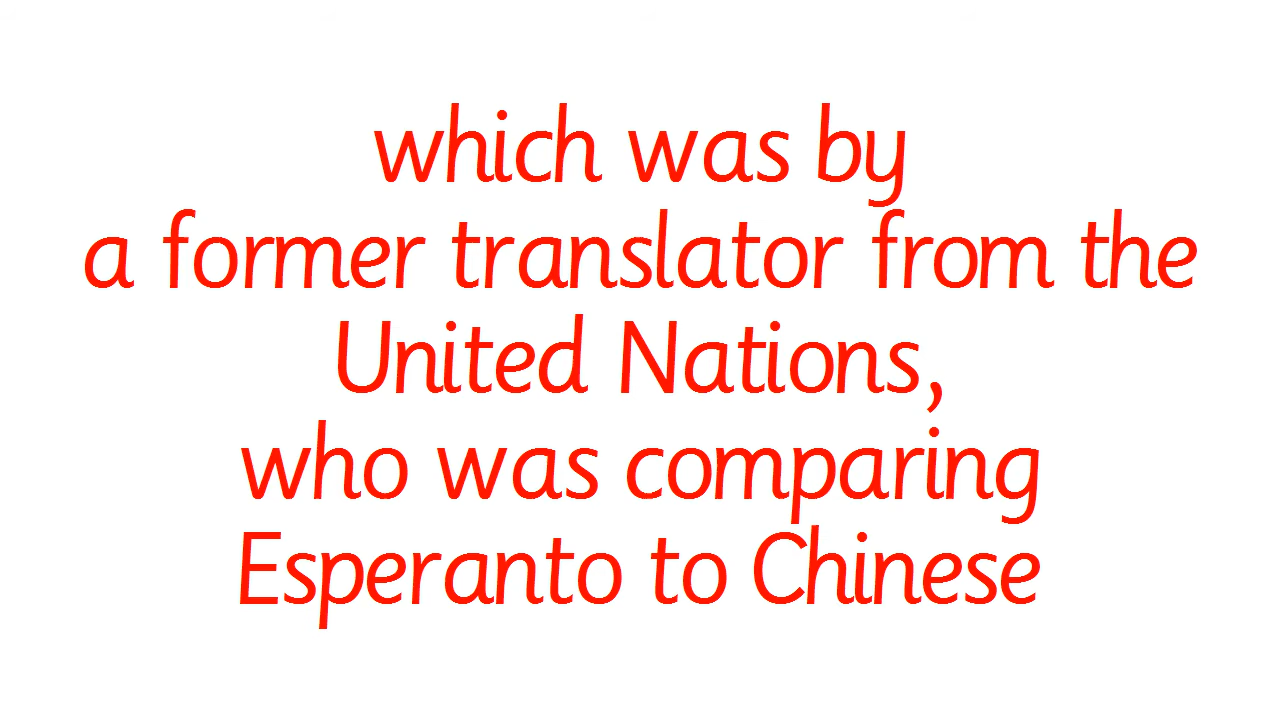 which was by
a former translator from the
United Nations,
who was comparing
Esperanto to Chinese